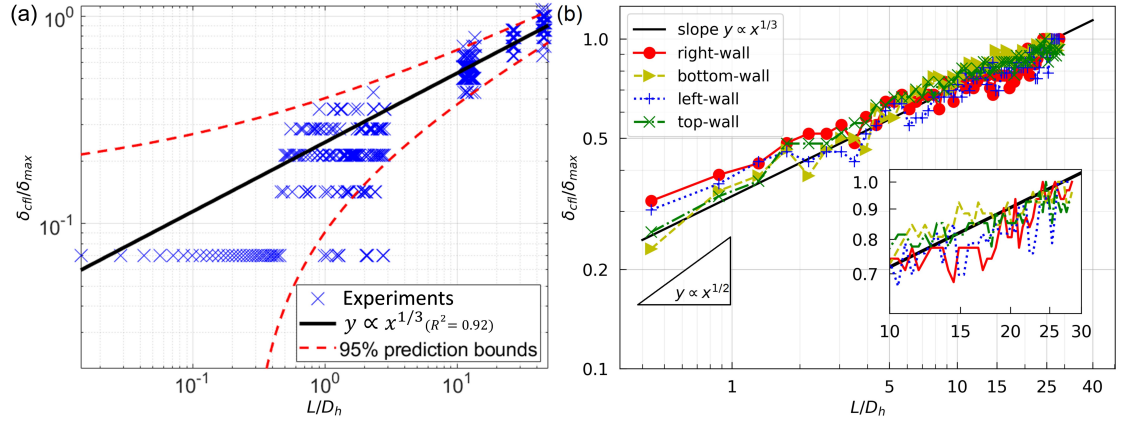 (a)
10⁰
10⁻¹
δcfl/δmax
10⁻¹
10⁰
10¹
L/Dh
Experiments
y ∝ x^1/3 (R² = 0.92)
95% prediction bounds
(b)
1.0
0.5
0.2
0.1
δcfl/δmax
slope y ∝ x^1/3
right-wall
bottom-wall
left-wall
top-wall
y ∝ x^1/2
1.0
0.9
0.8
0.7
10
15
20
25
30
1
5
10
15
20
25
30
40
L/Dh